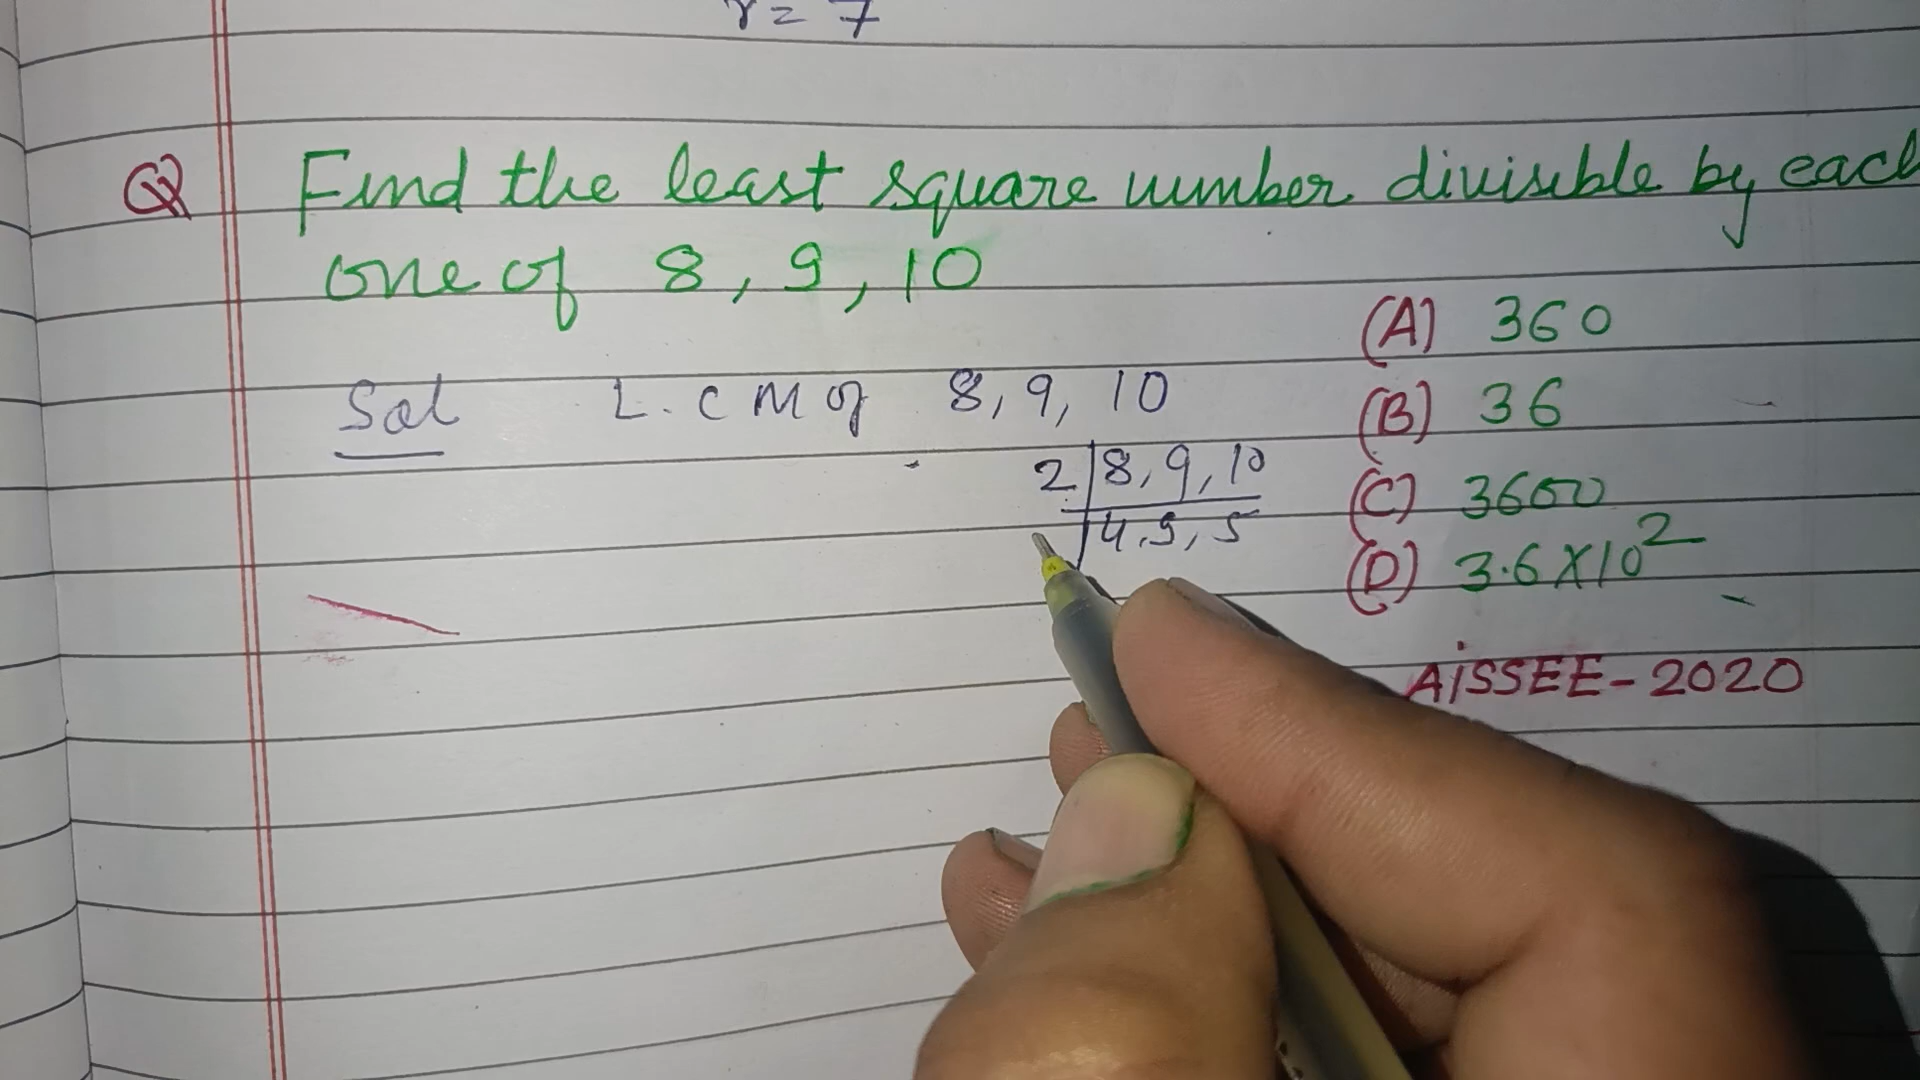 r = 7
Q Find the least square number divisible by each
one of 8, 9, 10
(A) 360
Sol L.CM of 8, 9, 10
(B) 36
2 | 8, 9, 10
(C) 3600
4, 9, 5
(D) 3.6 X 10²
AiSSEE - 2020